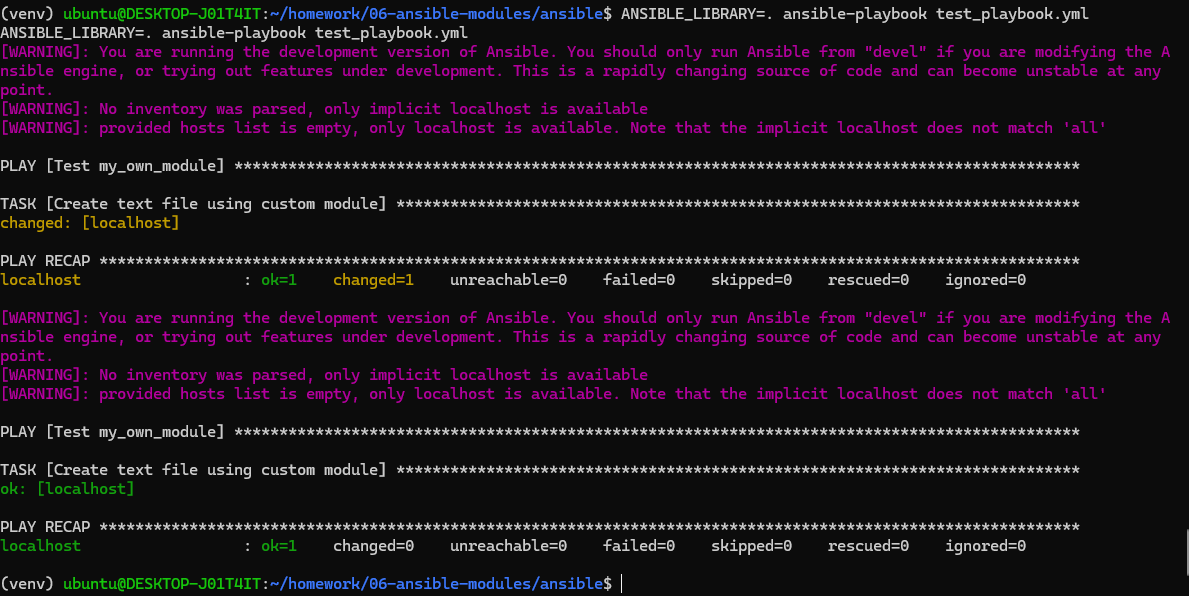 (venv) ubuntu@DESKTOP-J01T4IT:~/homework/06-ansible-modules/ansible$ ANSIBLE_LIBRARY=. ansible-playbook test_playbook.yml
ANSIBLE_LIBRARY=. ansible-playbook test_playbook.yml
[WARNING]: You are running the development version of Ansible. You should only run Ansible from "devel" if you are modifying the A
nsible engine, or trying out features under development. This is a rapidly changing source of code and can become unstable at any
point.
[WARNING]: No inventory was parsed, only implicit localhost is available
[WARNING]: provided hosts list is empty, only localhost is available. Note that the implicit localhost does not match 'all'

PLAY [Test my_own_module] **********************************************************************************************

TASK [Create text file using custom module] ****************************************************************************
changed: [localhost]

PLAY RECAP *************************************************************************************************************
localhost                  : ok=1    changed=1    unreachable=0    failed=0    skipped=0    rescued=0    ignored=0

[WARNING]: You are running the development version of Ansible. You should only run Ansible from "devel" if you are modifying the A
nsible engine, or trying out features under development. This is a rapidly changing source of code and can become unstable at any
point.
[WARNING]: No inventory was parsed, only implicit localhost is available
[WARNING]: provided hosts list is empty, only localhost is available. Note that the implicit localhost does not match 'all'

PLAY [Test my_own_module] **********************************************************************************************

TASK [Create text file using custom module] ****************************************************************************
ok: [localhost]

PLAY RECAP *************************************************************************************************************
localhost                  : ok=1    changed=0    unreachable=0    failed=0    skipped=0    rescued=0    ignored=0

(venv) ubuntu@DESKTOP-J01T4IT:~/homework/06-ansible-modules/ansible$